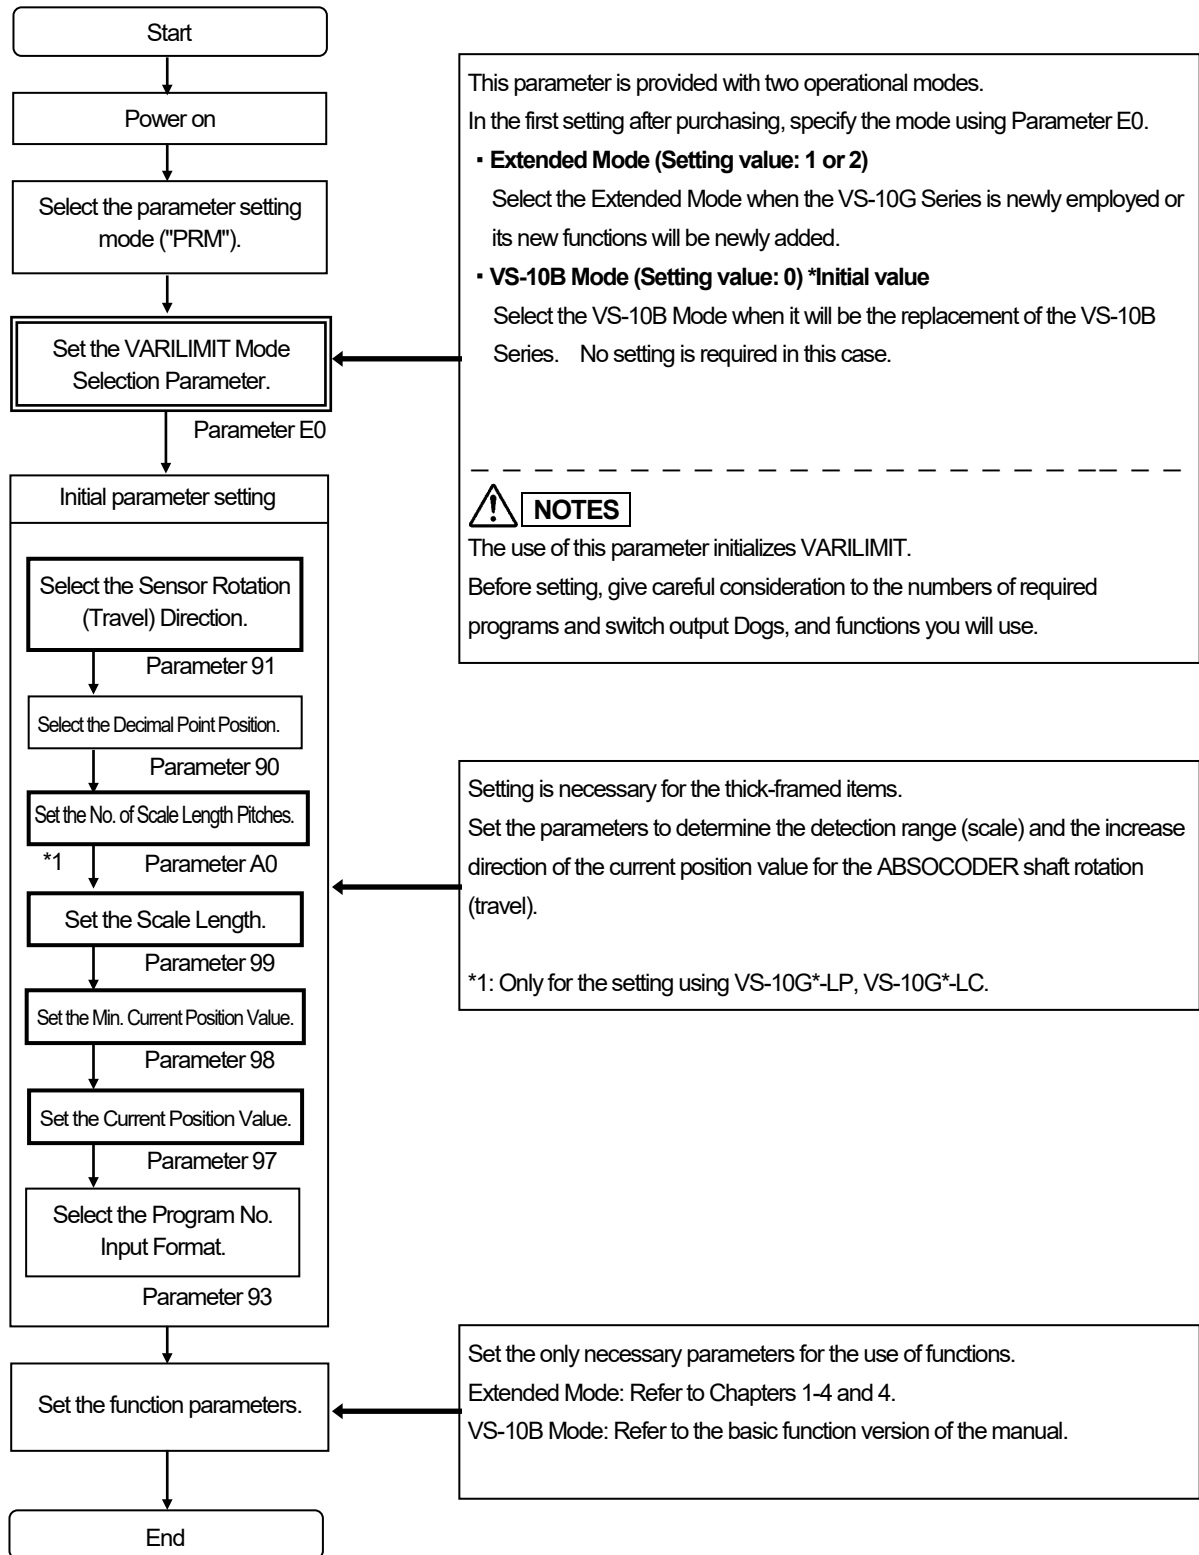 Start
Power on
Select the parameter setting
mode ("PRM").
Set the VARILIMIT Mode
Selection Parameter.
Parameter E0
Initial parameter setting
Select the Sensor Rotation
(Travel) Direction.
Parameter 91
Select the Decimal Point Position.
Parameter 90
Set the No. of Scale Length Pitches.
*1 Parameter A0
Set the Scale Length.
Parameter 99
Set the Min. Current Position Value.
Parameter 98
Set the Current Position Value.
Parameter 97
Select the Program No.
Input Format.
Parameter 93
Set the function parameters.
End
This parameter is provided with two operational modes.
In the first setting after purchasing, specify the mode using Parameter E0.
・Extended Mode (Setting value: 1 or 2)
Select the Extended Mode when the VS-10G Series is newly employed or
its new functions will be newly added.
・VS-10B Mode (Setting value: 0) *Initial value
Select the VS-10B Mode when it will be the replacement of the VS-10B
Series. No setting is required in this case.
NOTES
The use of this parameter initializes VARILIMIT.
Before setting, give careful consideration to the numbers of required
programs and switch output Dogs, and functions you will use.
Setting is necessary for the thick-framed items.
Set the parameters to determine the detection range (scale) and the increase
direction of the current position value for the ABSOCODER shaft rotation
(travel).
*1: Only for the setting using VS-10G*-LP, VS-10G*-LC.
Set the only necessary parameters for the use of functions.
Extended Mode: Refer to Chapters 1-4 and 4.
VS-10B Mode: Refer to the basic function version of the manual.